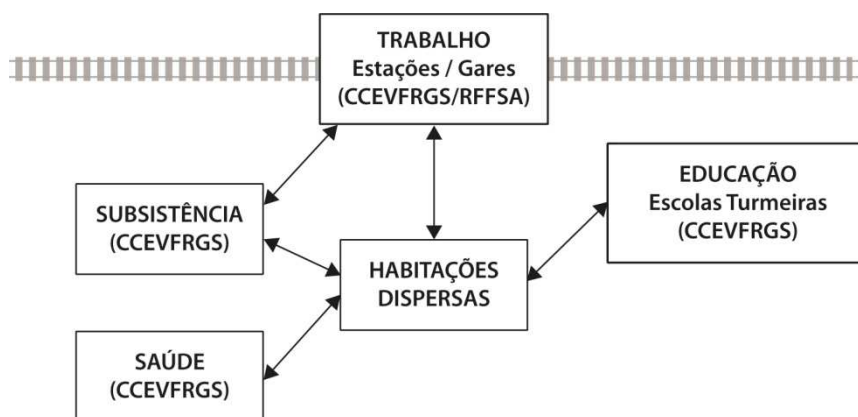 TRABALHO
Estações / Gares
(CCEVFRGS/RFFSA)
EDUCAÇÃO
Escolas Turmeiras
(CCEVFRGS)
SUBSISTÊNCIA
(CCEVFRGS)
HABITAÇÕES
DISPERSAS
SAÚDE
(CCEVFRGS)